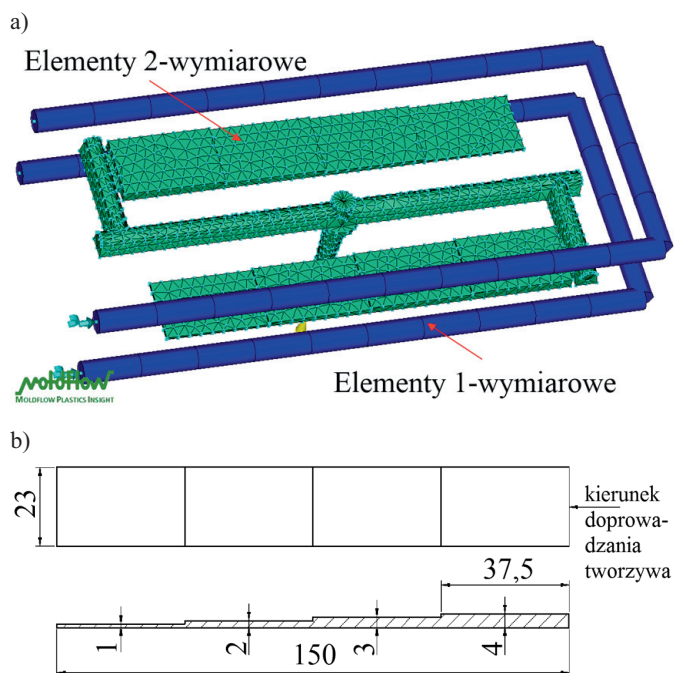 a)
Elementy 2-wymiarowe
Elementy 1-wymiarowe
moldflow
MOLDFLOW PLASTICS INSIGHT
b)
23
kierunek
doprowa-
dzania
tworzywa
37,5
1
2
3
4
150